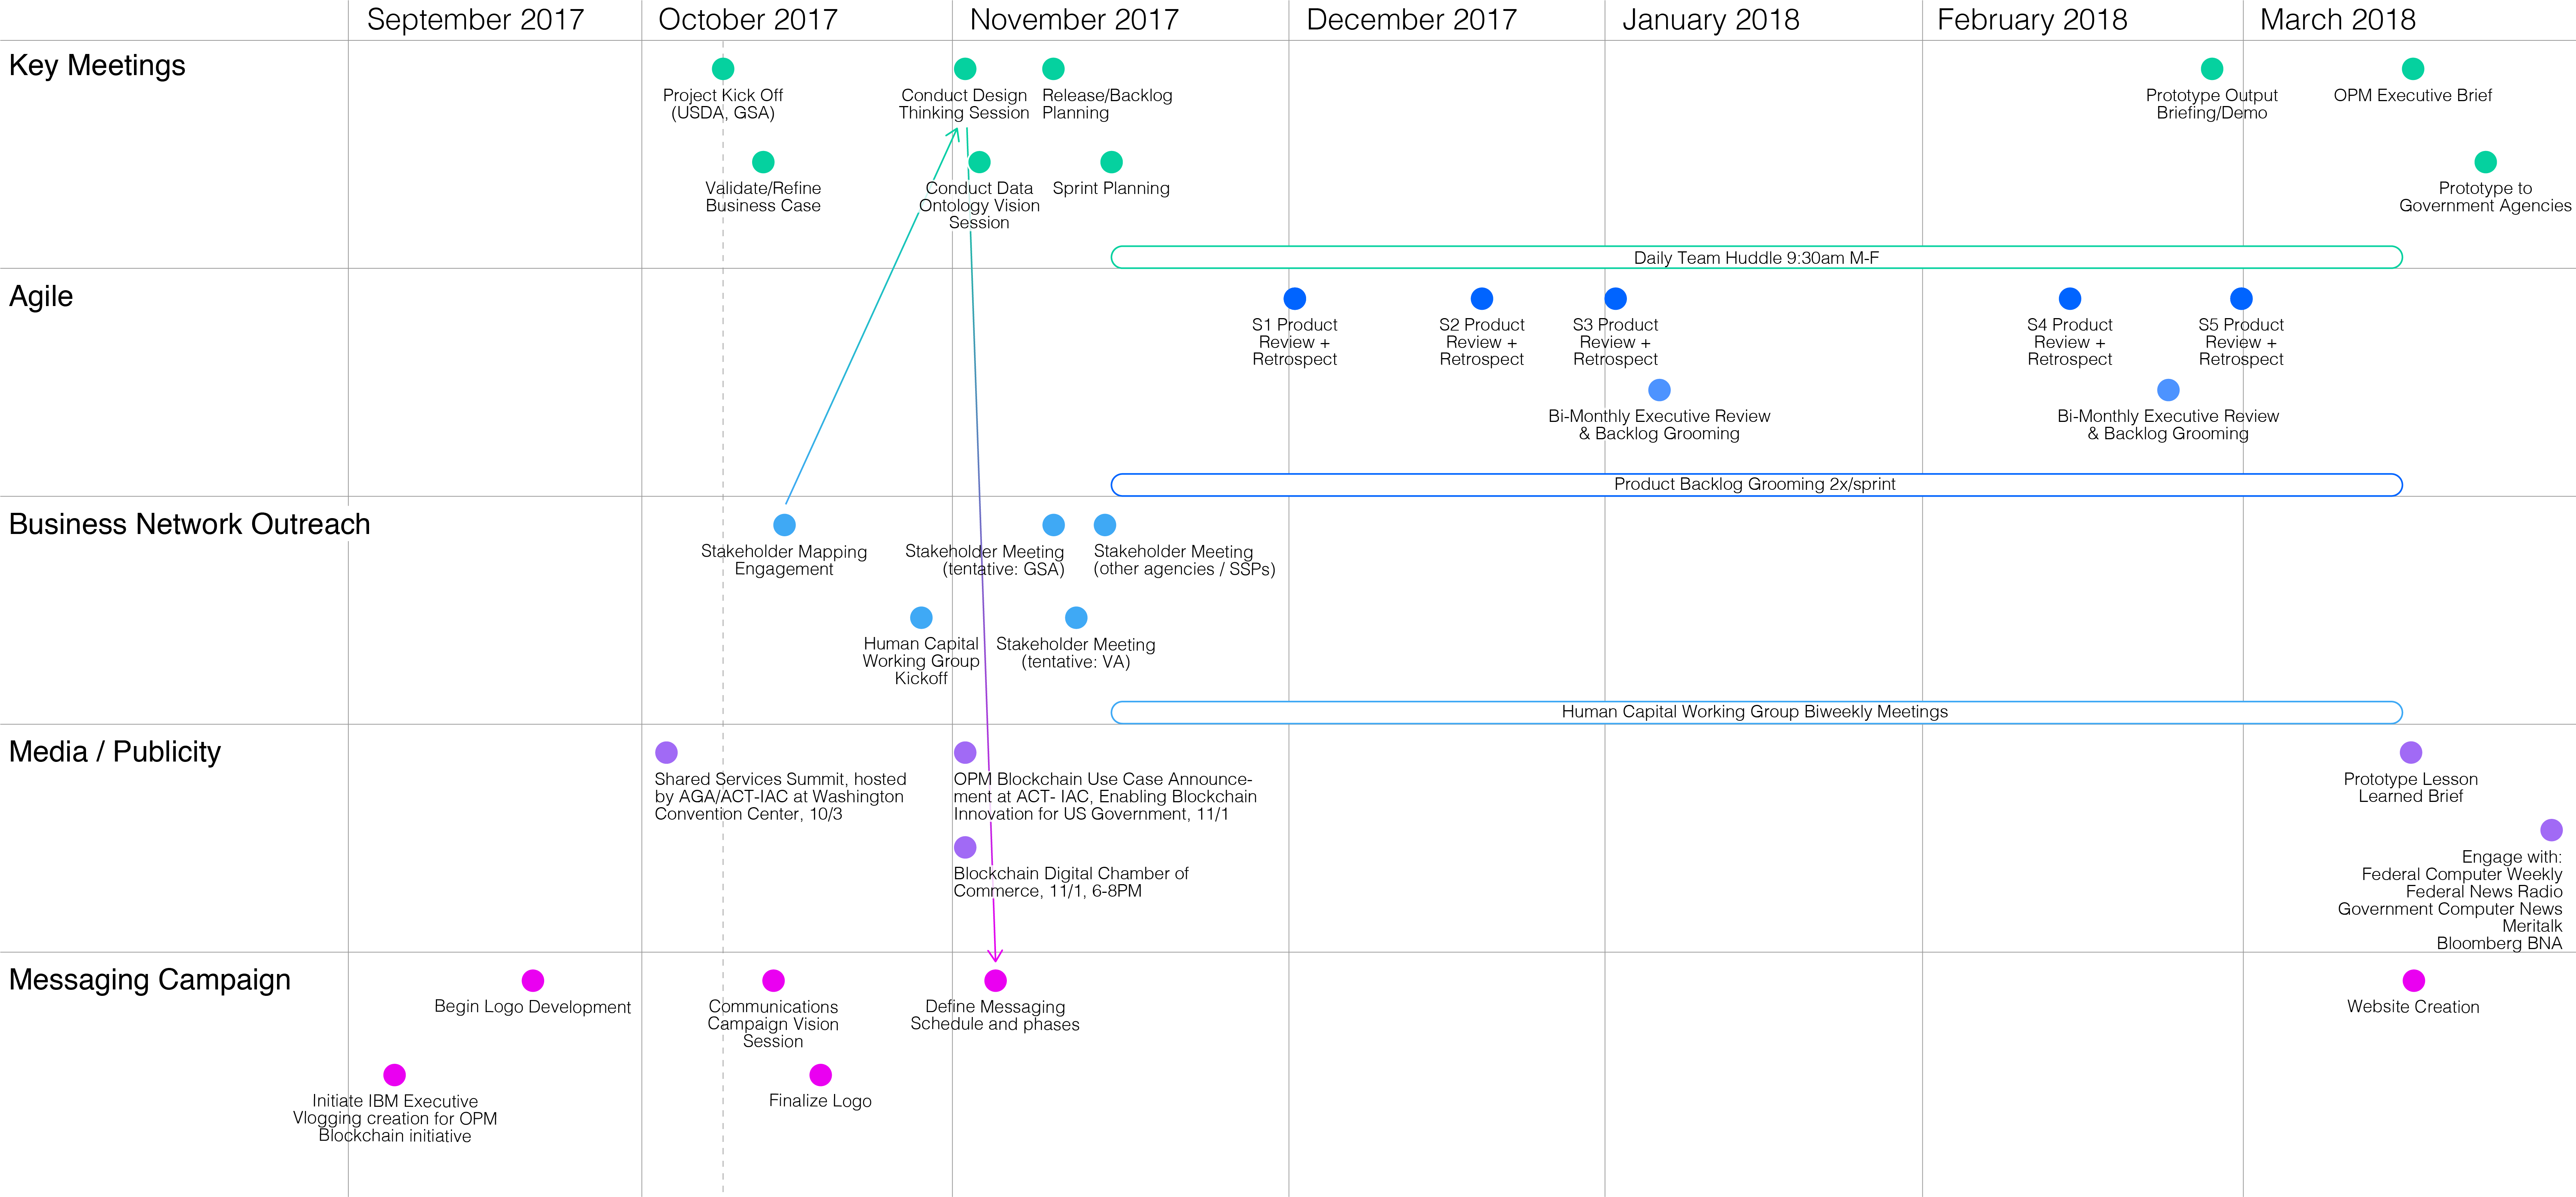 September 2017
October 2017
November 2017
December 2017
January 2018
February 2018
March 2018
Key Meetings
Project Kick Off
(USDA, GSA)
Conduct Design
Thinking Session
Release/Backlog
Planning
Prototype Output
Briefing/Demo
OPM Executive Brief
Validate/Refine
Business Case
Conduct Data
Ontology Vision
Session
Sprint Planning
Prototype to
Government Agencies
Daily Team Huddle 9:30am M-F
Agile
S1 Product
Review +
Retrospect
S2 Product
Review +
Retrospect
S3 Product
Review +
Retrospect
S4 Product
Review +
Retrospect
S5 Product
Review +
Retrospect
Bi-Monthly Executive Review
& Backlog Grooming
Bi-Monthly Executive Review
& Backlog Grooming
Product Backlog Grooming 2x/sprint
Business Network Outreach
Stakeholder Mapping
Engagement
Stakeholder Meeting
(tentative: GSA)
Stakeholder Meeting
(other agencies / SSPs)
Human Capital
Working Group
Kickoff
Stakeholder Meeting
(tentative: VA)
Human Capital Working Group Biweekly Meetings
Media / Publicity
Shared Services Summit, hosted
by AGA/ACT-IAC at Washington
Convention Center, 10/3
OPM Blockchain Use Case Announce-
ment at ACT- IAC, Enabling Blockchain
Innovation for US Government, 11/1
Prototype Lesson
Learned Brief
Blockchain Digital Chamber of
Commerce, 11/1, 6-8PM
Engage with:
Federal Computer Weekly
Federal News Radio
Government Computer News
Meritalk
Bloomberg BNA
Messaging Campaign
Begin Logo Development
Communications
Campaign Vision
Session
Define Messaging
Schedule and phases
Website Creation
Initiate IBM Executive
Vlogging creation for OPM
Blockchain initiative
Finalize Logo